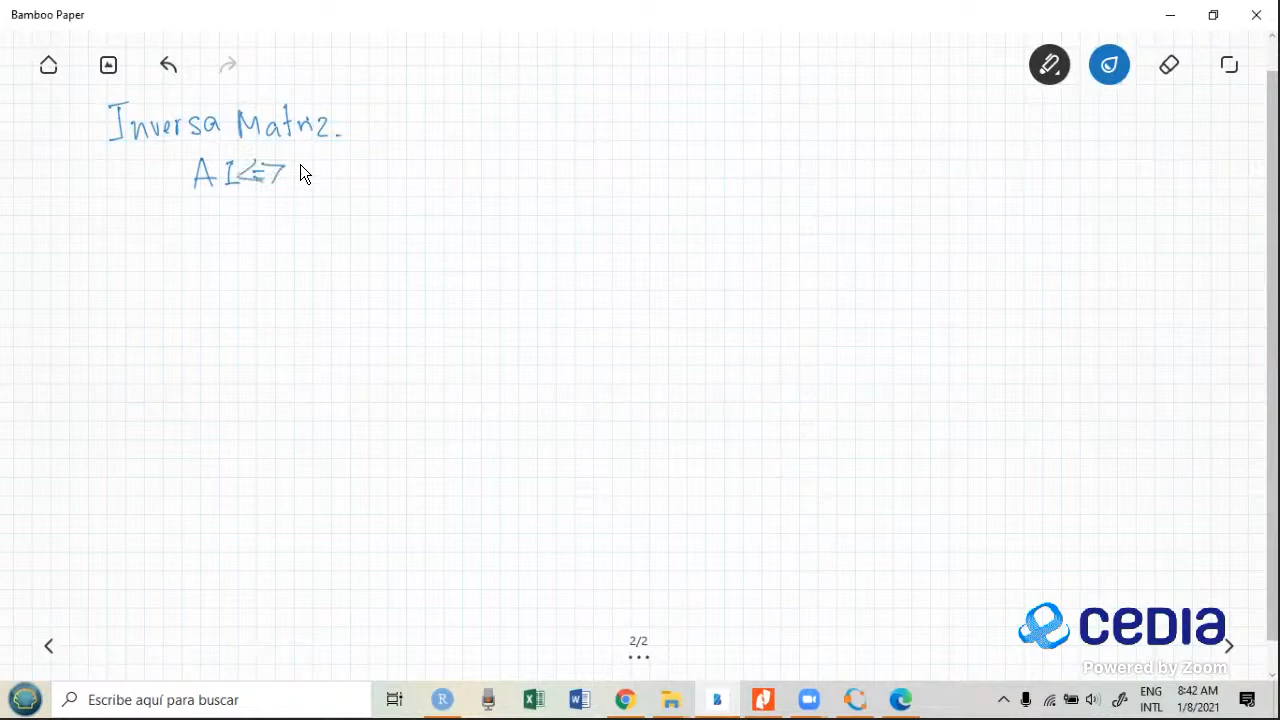 Bamboo Paper
Inversa Matriz.
A I <=>
2/2
CEDIA
Powered by Zoom
Escribe aquí para buscar
ENG
INTL
8:42 AM
1/8/2021